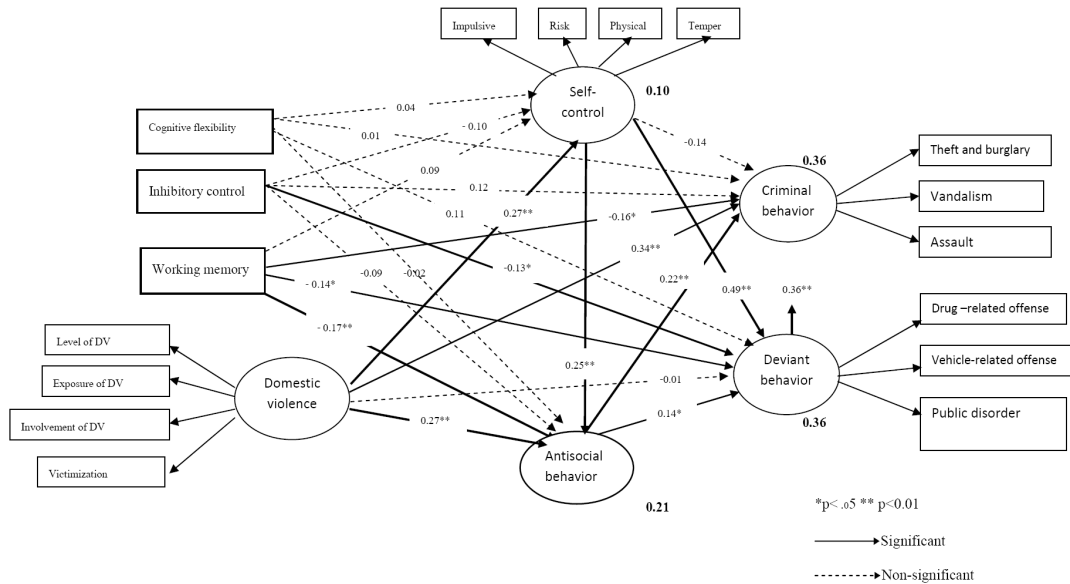 Impulsive
Risk
Physical
Temper
Self-
control
0.10
Cognitive flexibility
0.04
0.01
- 0.10
-0.14
0.36
Theft and burglary
Inhibitory control
0.09
0.12
Criminal
behavior
Vandalism
0.11
0.27**
-0.16*
Assault
Working memory
0.34**
-0.09
-0.02
-0.13*
0.22**
- 0.14*
0.49**
0.36**
- 0.17**
Drug –related offense
Level of DV
Deviant
behavior
Vehicle-related offense
Exposure of DV
Domestic
violence
0.25**
-0.01
Involvement of DV
0.27**
0.14*
0.36
Public disorder
Victimization
Antisocial
behavior
0.21
*p< .05 ** p<0.01
Significant
Non-significant